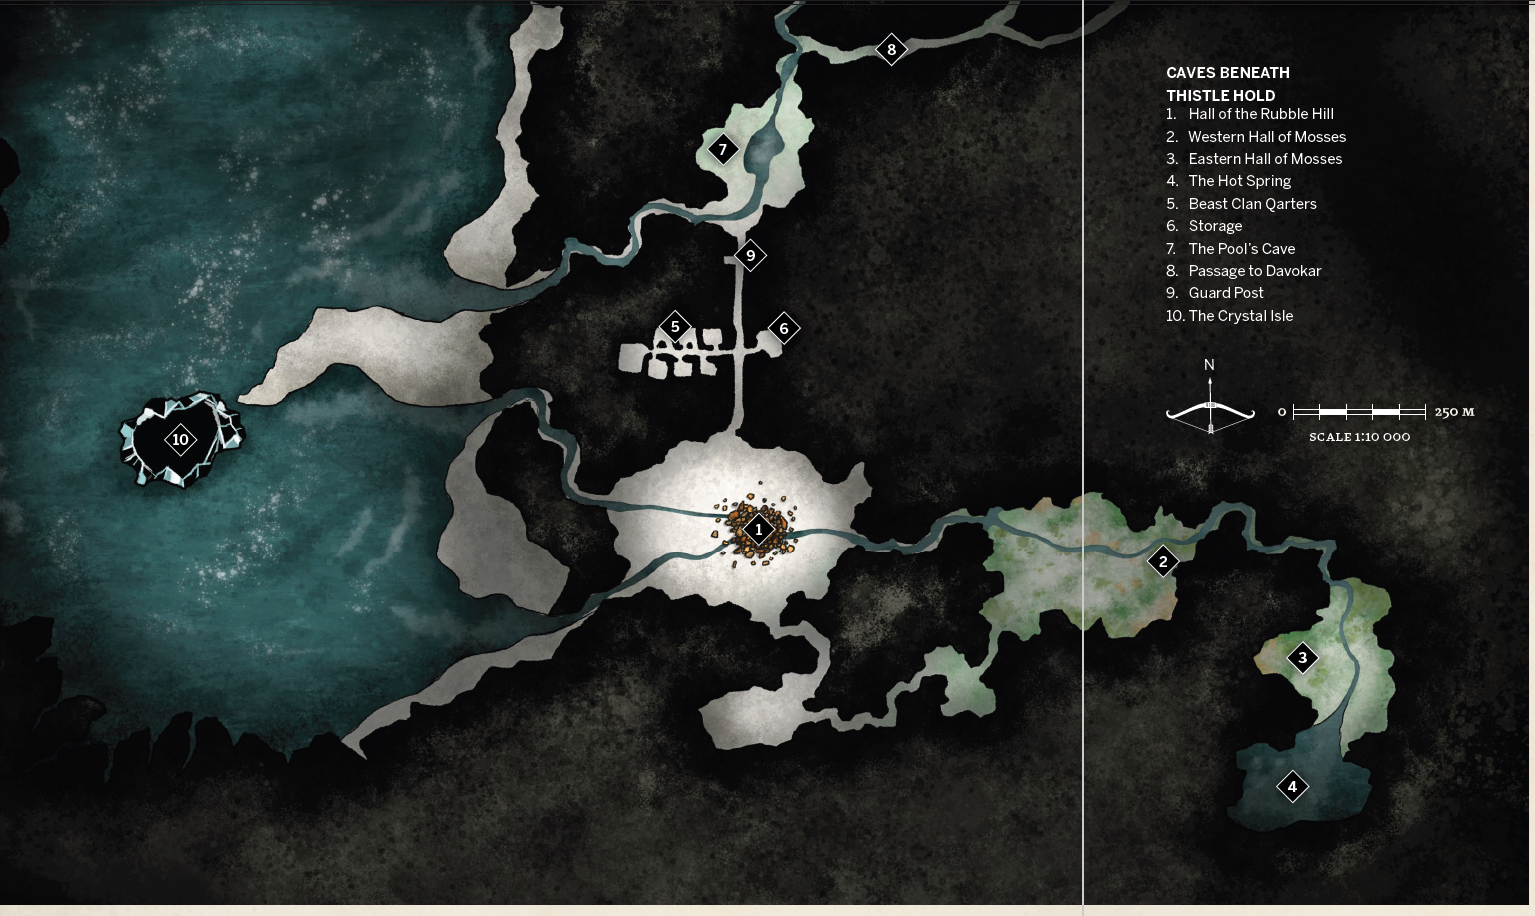 8
CAVES BENEATH
THISTLE HOLD
1. Hall of the Rubble Hill
2. Western Hall of Mosses
3. Eastern Hall of Mosses
4. The Hot Spring
5. Beast Clan Qarters
6. Storage
7. The Pool's Cave
8. Passage to Davokar
9. Guard Post
10. The Crystal Isle
7
9
5
6
N
0 250 M
SCALE 1:10 000
10
1
2
3
4